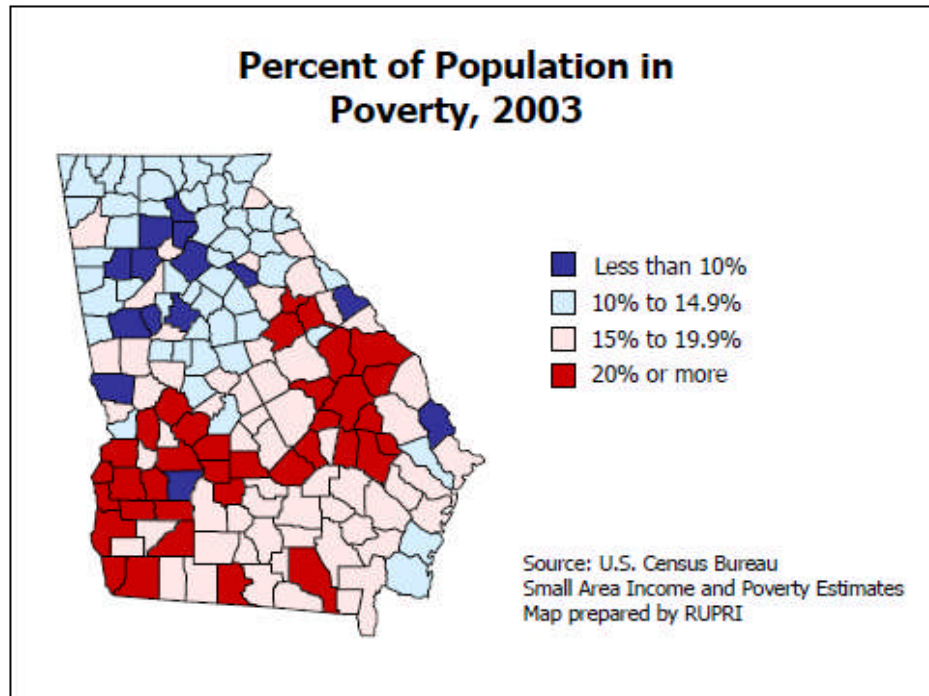 Percent of Population in
Poverty, 2003
Less than 10%
10% to 14.9%
15% to 19.9%
20% or more
Source: U.S. Census Bureau
Small Area Income and Poverty Estimates
Map prepared by RUPRI